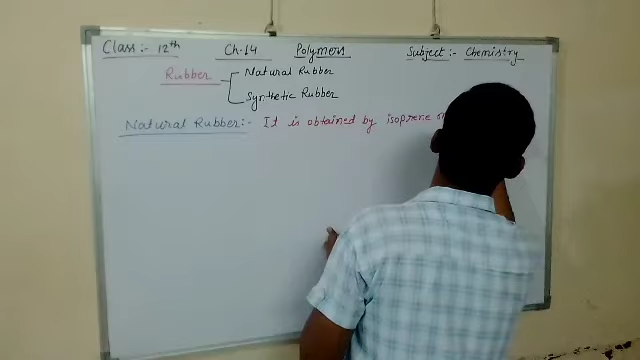 Class:- 12th Ch-14 Polymers Subject:- Chemistry
Rubber Natural Rubber
Synthetic Rubber
Natural Rubber:- It is obtained by isoprene